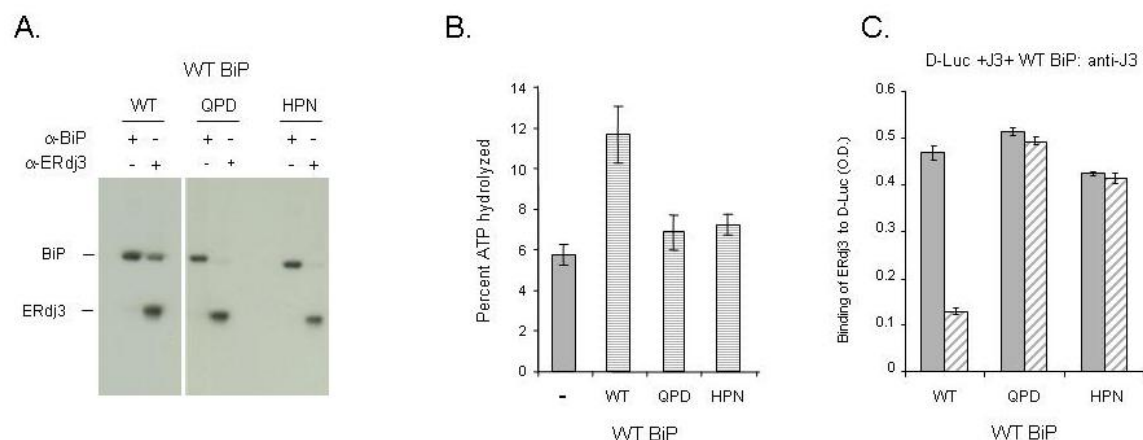 A.
WT BiP
WT QPD HPN
α-BiP + - + - + -
α-ERdj3 - + - + - +
BiP –
ERdj3 –
B.
Percent ATP hydrolyzed
14
12
10
8
6
4
2
0
- WT QPD HPN
WT BiP
C.
D-Luc +J3+ WT BiP: anti-J3
Binding of ERdj3 to D-Luc (O.D.)
0.6
0.5
0.4
0.3
0.2
0.1
0
WT QPD HPN
WT BiP